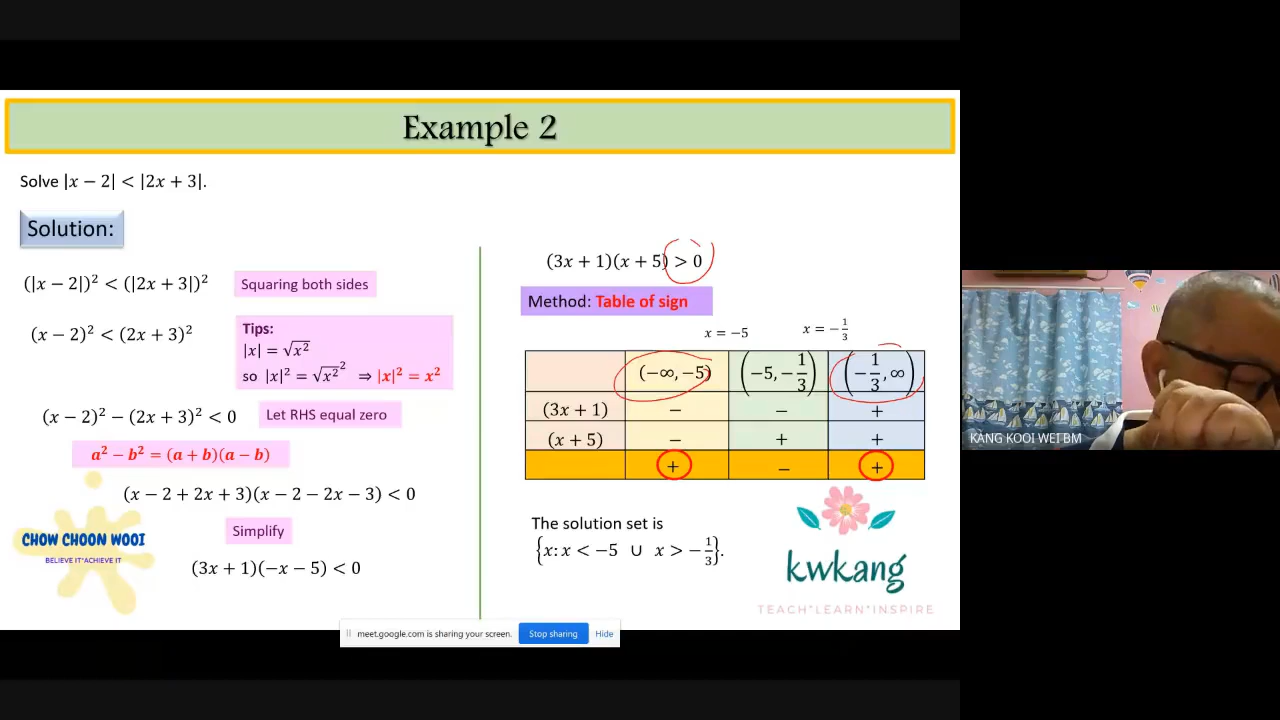 Example 2
Solve |x − 2| < |2x + 3|.
Solution:
(|x − 2|)² < (|2x + 3|)²
Squaring both sides
(x − 2)² < (2x + 3)²
Tips:
|x| = √x²
so |x|² = √x²² ⇒ |x|² = x²
(x − 2)² − (2x + 3)² < 0
Let RHS equal zero
a² − b² = (a + b)(a − b)
(x − 2 + 2x + 3)(x − 2 − 2x − 3) < 0
Simplify
(3x + 1)(−x − 5) < 0
CHOW CHOON WOOI
BELIEVE IT*ACHIEVE IT
(3x + 1)(x + 5) > 0
Method: Table of sign
x = −5 x = −1/3
(−∞, −5) (−5, −1/3) (−1/3, ∞)
(3x + 1) − − +
(x + 5) − + +
+ − +
The solution set is
{x: x < −5 ∪ x > −1/3}.
kwkang
TEACH*LEARN*INSPIRE
meet.google.com is sharing your screen. Stop sharing Hide
KANG KOOI WEI BM